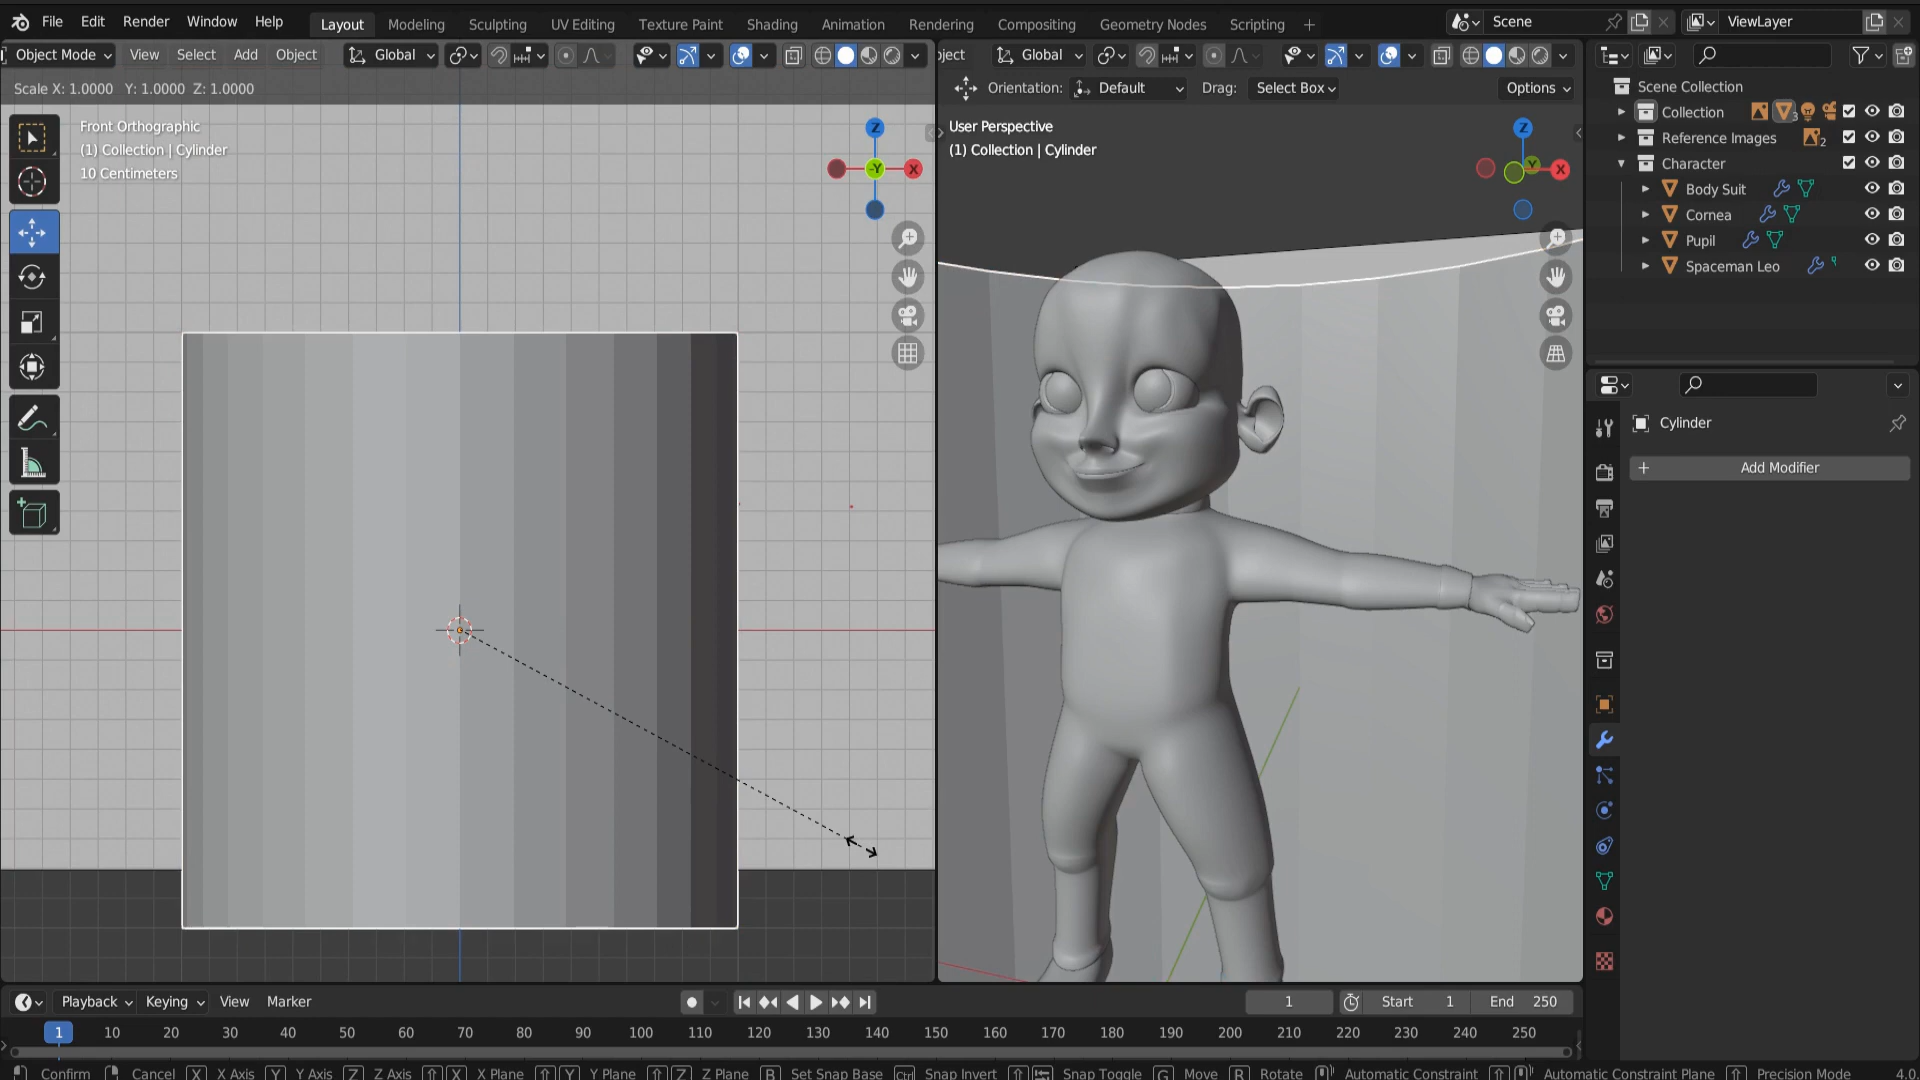 File Edit Render Window Help Layout Modeling Sculpting UV Editing Texture Paint Shading Animation Rendering Compositing Geometry Nodes Scripting Scene ViewLayer
Object Mode View Select Add Object Global ject Global
Scale X: 1.0000 Y: 1.0000 Z: 1.0000 Orientation: Default Drag: Select Box Options
Scene Collection
Collection 3
Reference Images 2
Character
Body Suit
Cornea
Pupil
Spaceman Leo
Front Orthographic
(1) Collection | Cylinder
10 Centimeters
Z
-Y X
User Perspective
(1) Collection | Cylinder
Z
Y X
Cylinder
Add Modifier
Playback Keying View Marker 1 Start 1 End 250
1 10 20 30 40 50 60 70 80 90 100 110 120 130 140 150 160 170 180 190 200 210 220 230 240 250
Confirm Cancel X X Axis Y Y Axis Z Z Axis X X Plane Y Y Plane Z Z Plane B Set Snap Base Ctrl Snap Invert Snap Toggle G Move R Rotate Automatic Constraint Automatic Constraint Plane Precision Mode 4.0